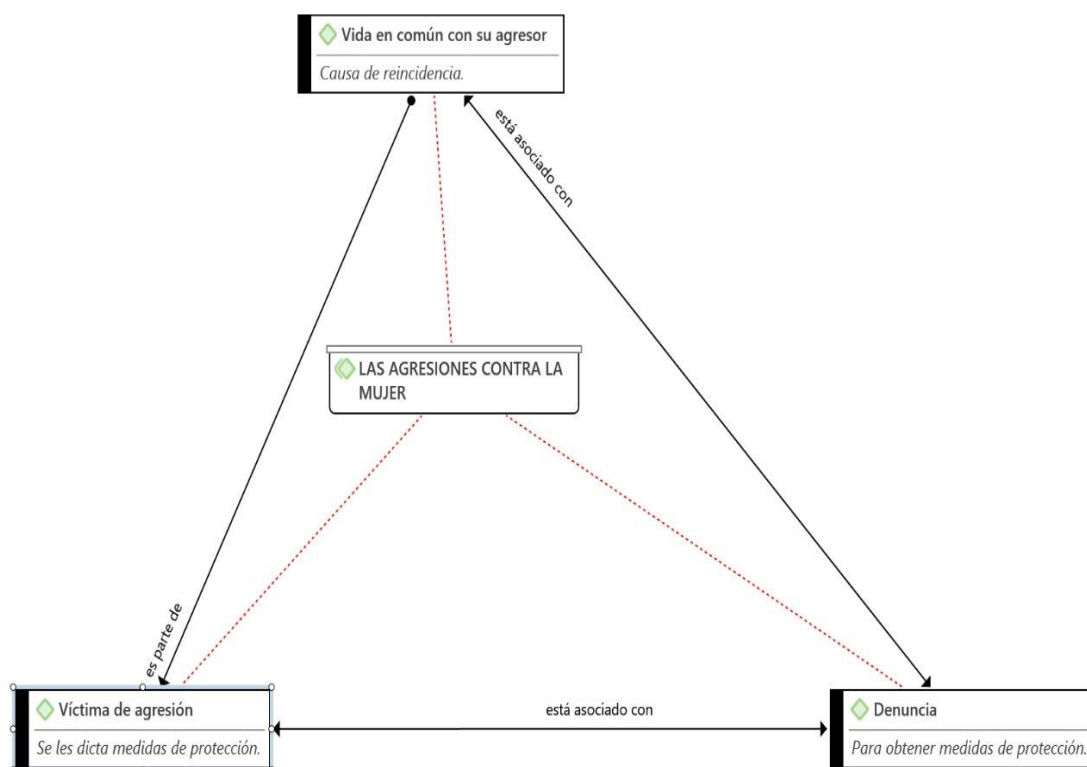 Vida en común con su agresor
Causa de reincidencia.
está asociado con
LAS AGRESIONES CONTRA LA
MUJER
es parte de
Víctima de agresión
Se les dicta medidas de protección.
está asociado con
Denuncia
Para obtener medidas de protección.